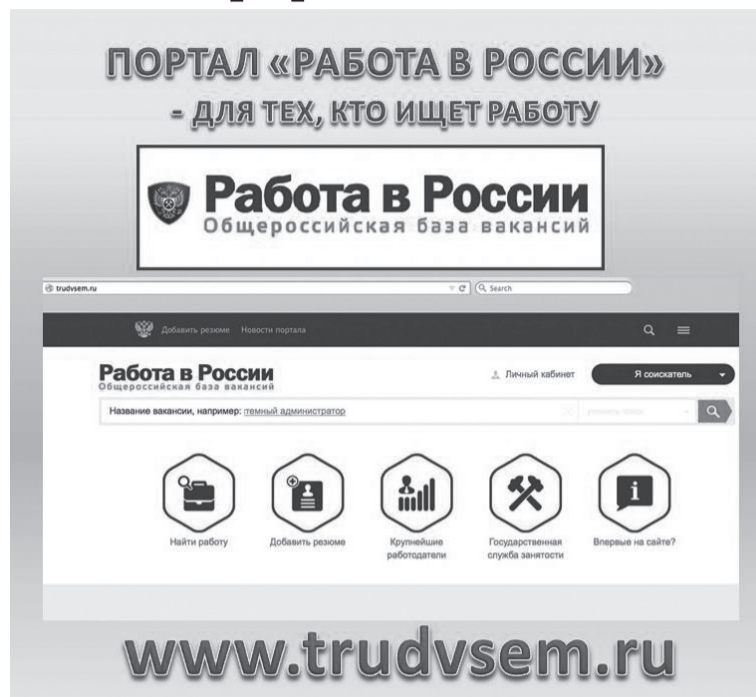 ПОРТАЛ «РАБОТА В РОССИИ»
- ДЛЯ ТЕХ, КТО ИЩЕТ РАБОТУ
Работа в России
Общероссийская база вакансий
trudvsem.ru
Search
Добавить резюме Новости портала
Работа в России
Общероссийская база вакансий
Личный кабинет
Я соискатель
Название вакансии, например: темный администратор
Найти работу
Добавить резюме
Крупнейшие
работодатели
Государственная
служба занятости
Впервые на сайте?
www.trudvsem.ru